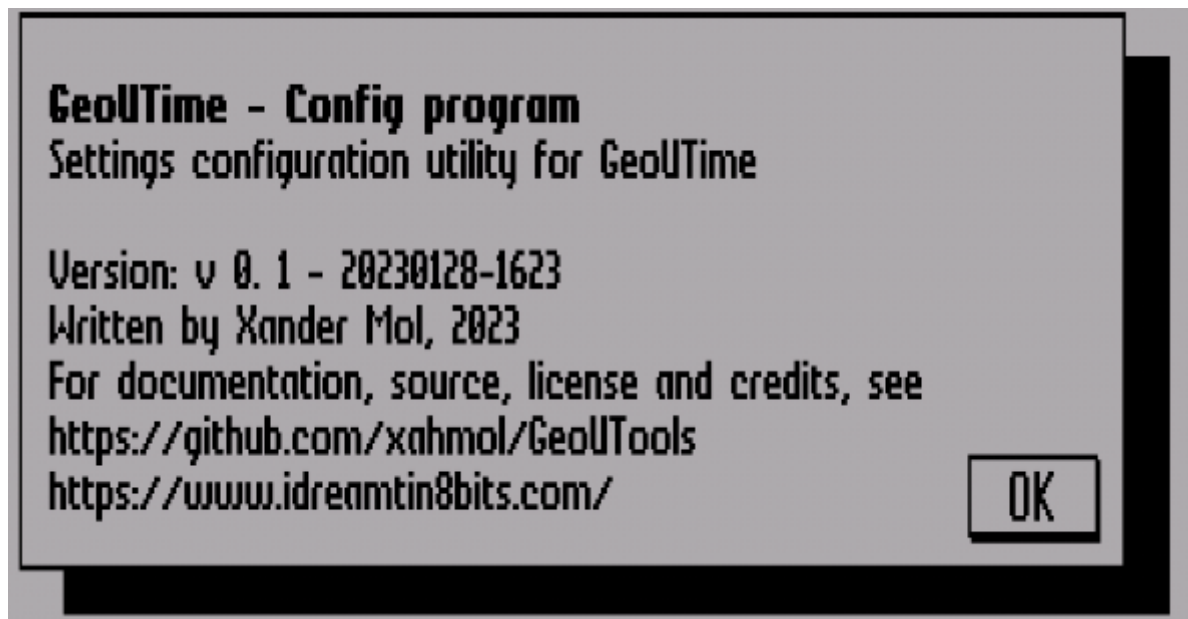 GeoUTime - Config program
Settings configuration utility for GeoUTime
Version: v 0. 1 - 20230128-1623
Written by Xander Mol, 2023
For documentation, source, license and credits, see
https://github.com/xahmol/GeoUTools
https://www.idreamtin8bits.com/
OK